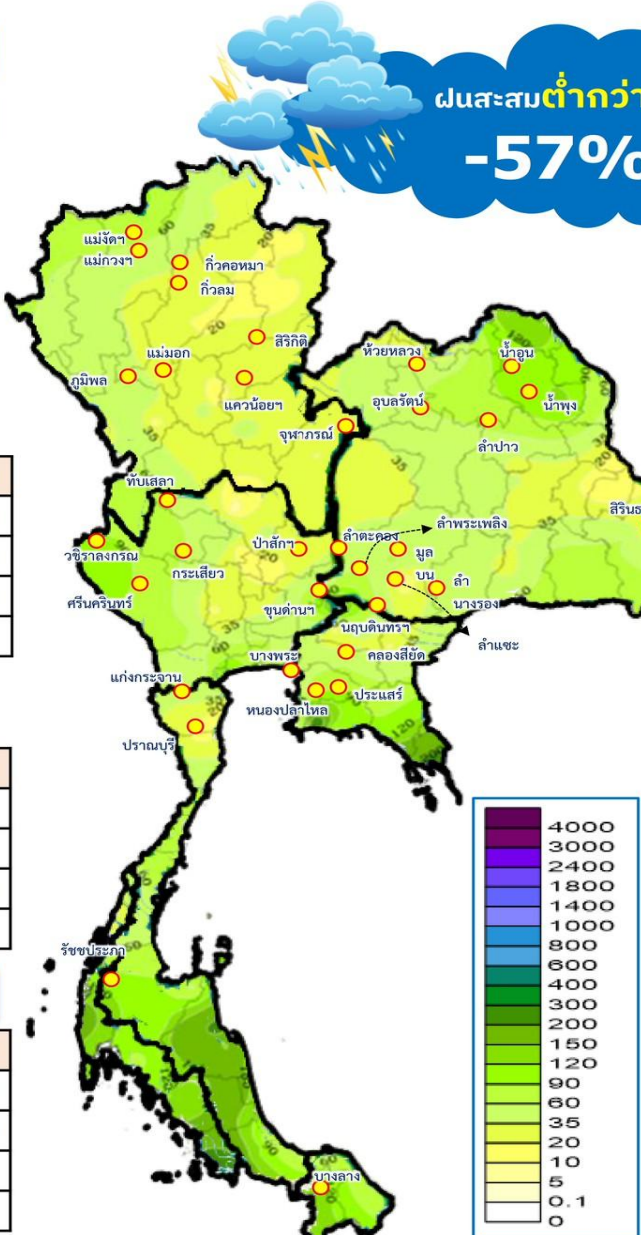 ฝนสะสมต่ำกว่า
-57%
60
35
20
แม่งัดฯ
แม่กวงฯ
กิ่วคอหมา
กิ่วลม
20
สิริกิติ์
แม่มอก
ภูมิพล
แควน้อยฯ
จุฬาภรณ์
35
ห้วยหลวง
น้ำอูน
90
อุบลรัตน์
น้ำพุง
ลำปาว
35
20
ทับเสลา
สิรินธ
วชิราลงกรณ
ป่าสักฯ
ลำตะคอง
ลำพระเพลิง
กระเสียว
มูล
บน
ลำ
นางรอง
35
ศรีนครินทร์
ขุนด่านฯ
ลำแชะ
นฤบดินทรฯ
บางพระ
คลองสียัด
แก่งกระจาน
ประแสร์
หนองปลาไหล
120
ปราณบุรี
รัชชประภา
90
บางลาง
4000
3000
2400
1800
1400
1000
800
600
400
300
200
150
120
90
60
35
20
10
5
0.1
0